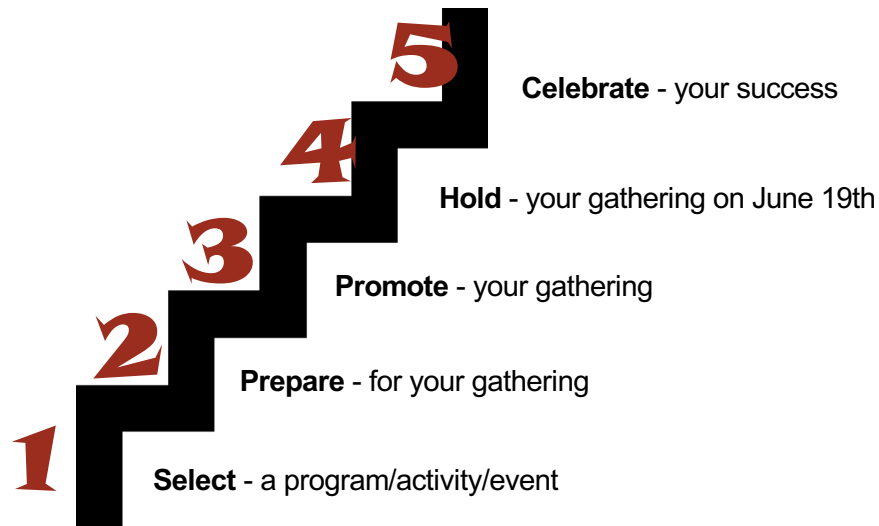 5
Celebrate - your success
4
Hold - your gathering on June 19th
3
Promote - your gathering
2
Prepare - for your gathering
1
Select - a program/activity/event